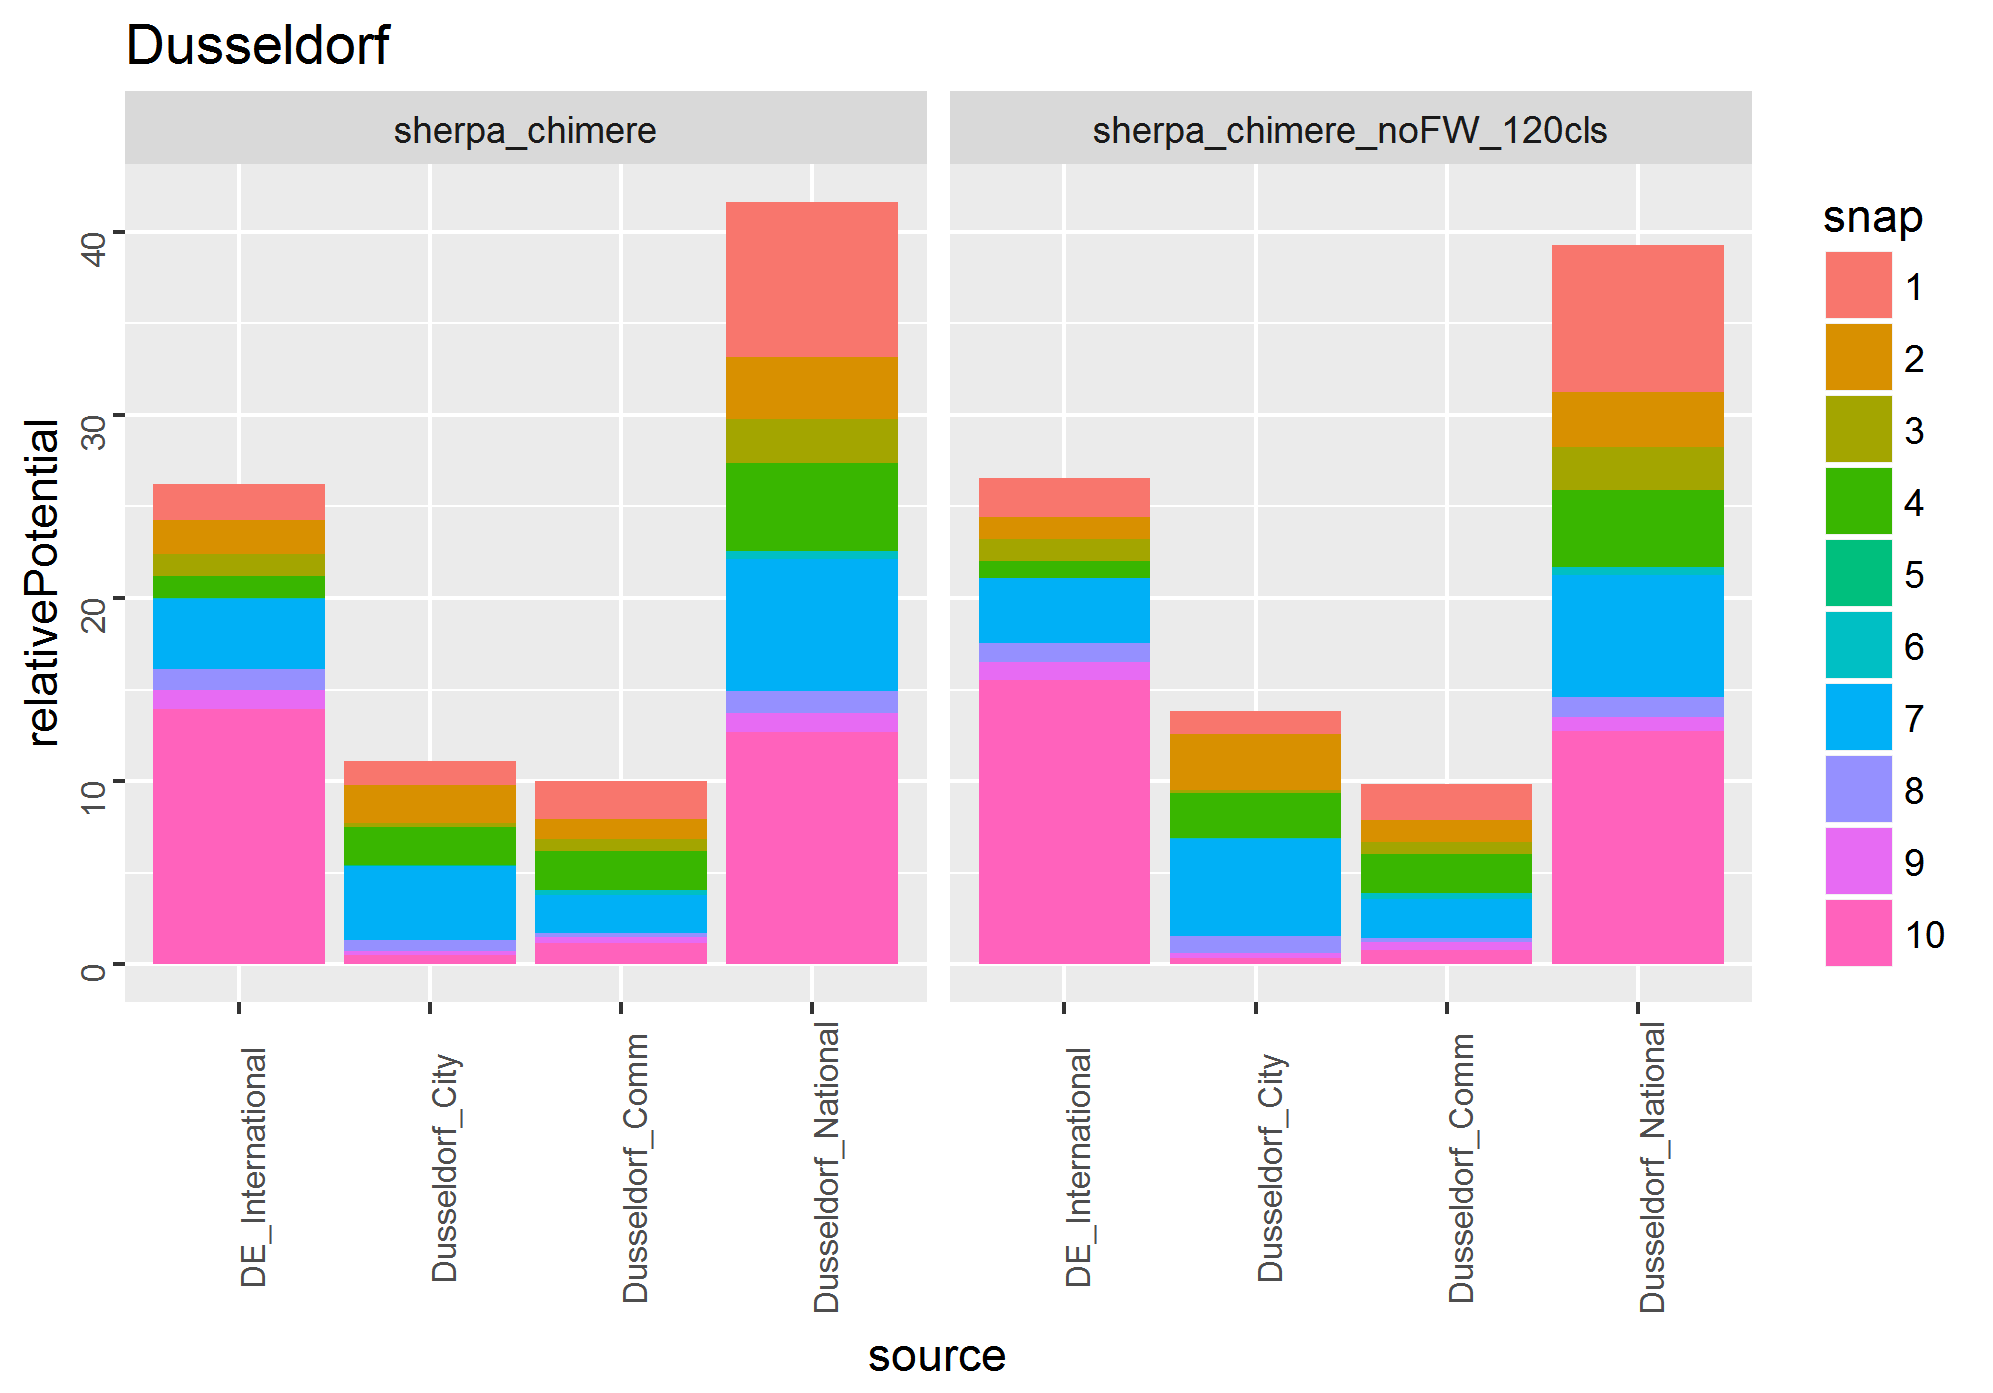 Dusseldorf
sherpa_chimere
sherpa_chimere_noFW_120cls
relativePotential
40
30
20
10
0
DE_International
Dusseldorf_City
Dusseldorf_Comm
Dusseldorf_National
DE_International
Dusseldorf_City
Dusseldorf_Comm
Dusseldorf_National
source
snap
1
2
3
4
5
6
7
8
9
10